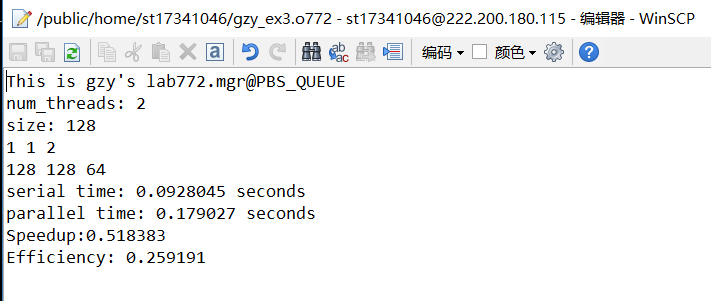 /public/home/st17341046/gzy_ex3.o772 - st17341046@222.200.180.115 - 编辑器 - WinSCP
编码 颜色
This is gzy's lab772.mgr@PBS_QUEUE
num_threads: 2
size: 128
1 1 2
128 128 64
serial time: 0.0928045 seconds
parallel time: 0.179027 seconds
Speedup:0.518383
Efficiency: 0.259191